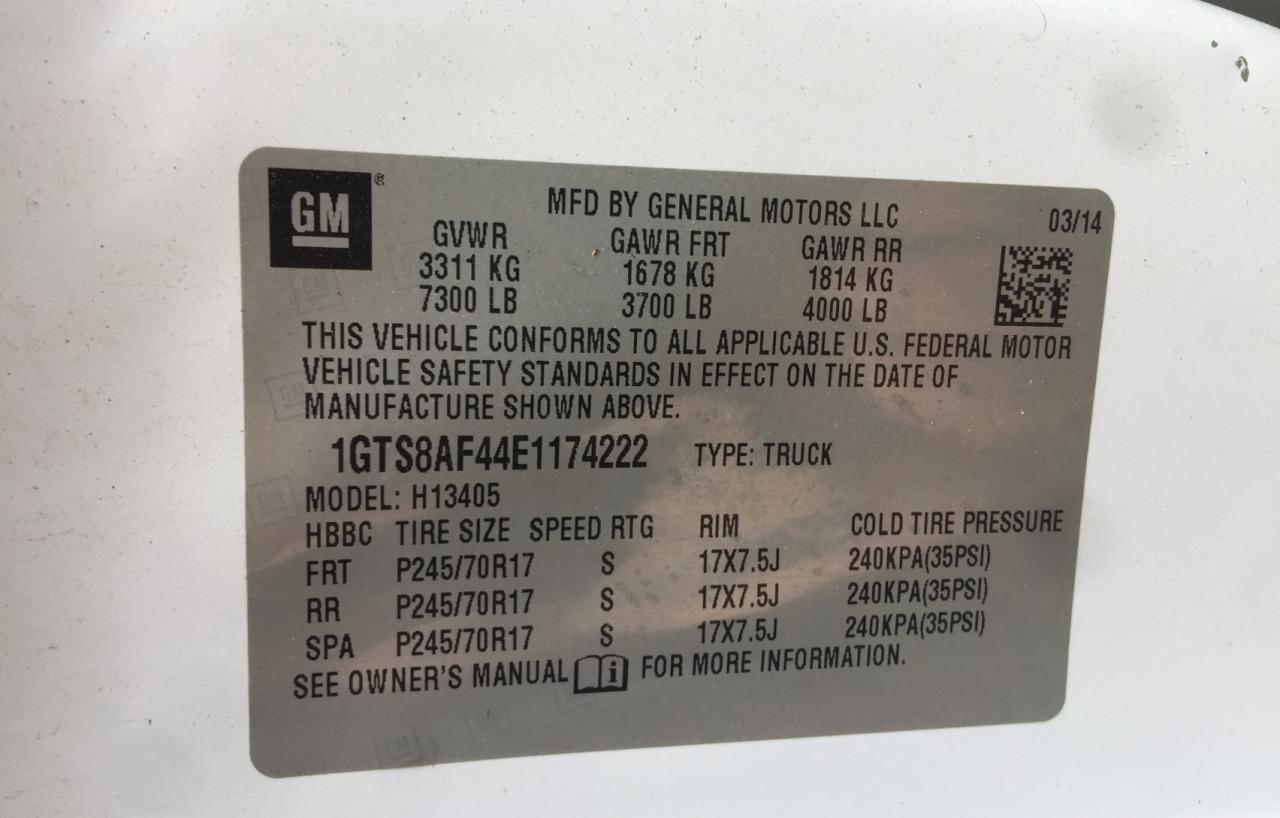 GM®
MFD BY GENERAL MOTORS LLC 03/14
GVWR GAWR FRT GAWR RR
3311 KG 1678 KG 1814 KG
7300 LB 3700 LB 4000 LB
THIS VEHICLE CONFORMS TO ALL APPLICABLE U.S. FEDERAL MOTOR
VEHICLE SAFETY STANDARDS IN EFFECT ON THE DATE OF
MANUFACTURE SHOWN ABOVE.
1GTS8AF44E1174222 TYPE: TRUCK
MODEL: H13405
HBBC TIRE SIZE SPEED RTG RIM COLD TIRE PRESSURE
FRT P245/70R17 S 17X7.5J 240KPA(35PSI)
RR P245/70R17 S 17X7.5J 240KPA(35PSI)
SPA P245/70R17 S 17X7.5J 240KPA(35PSI)
SEE OWNER'S MANUAL i FOR MORE INFORMATION.